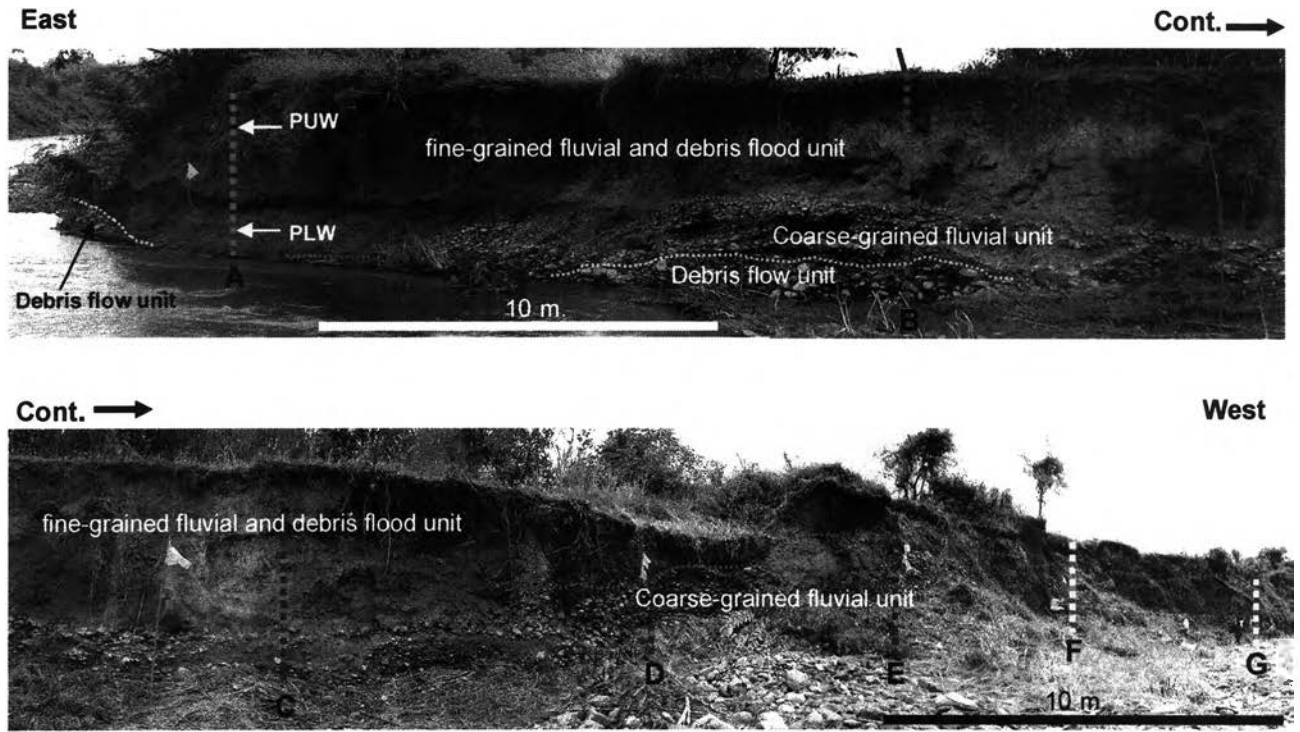 East
Cont.
PUW
fine-grained fluvial and debris flood unit
PLW
Coarse-grained fluvial unit
Debris flow unit
Debris flow unit
A
10 m.
B
Cont.
West
fine-grained fluvial and debris flood unit
Coarse-grained fluvial unit
C
D
E
F
G
10 m